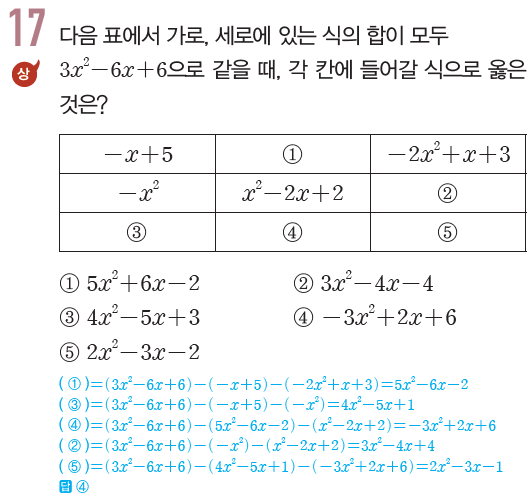 17 다음 표에서 가로, 세로에 있는 식의 합이 모두
상 3x²-6x+6으로 같을 때, 각 칸에 들어갈 식으로 옳은
것은?
-x+5 ① -2x²+x+3
-x² x²-2x+2 ②
③ ④ ⑤
① 5x²+6x-2 ② 3x²-4x-4
③ 4x²-5x+3 ④ -3x²+2x+6
⑤ 2x²-3x-2
(①)=(3x²-6x+6)-(-x+5)-(-2x²+x+3)=5x²-6x-2
(③)=(3x²-6x+6)-(-x+5)-(-x²)=4x²-5x+1
(④)=(3x²-6x+6)-(5x²-6x-2)-(x²-2x+2)=-3x²+2x+6
(②)=(3x²-6x+6)-(-x²)-(x²-2x+2)=3x²-4x+4
(⑤)=(3x²-6x+6)-(4x²-5x+1)-(-3x²+2x+6)=2x²-3x-1
답 ④